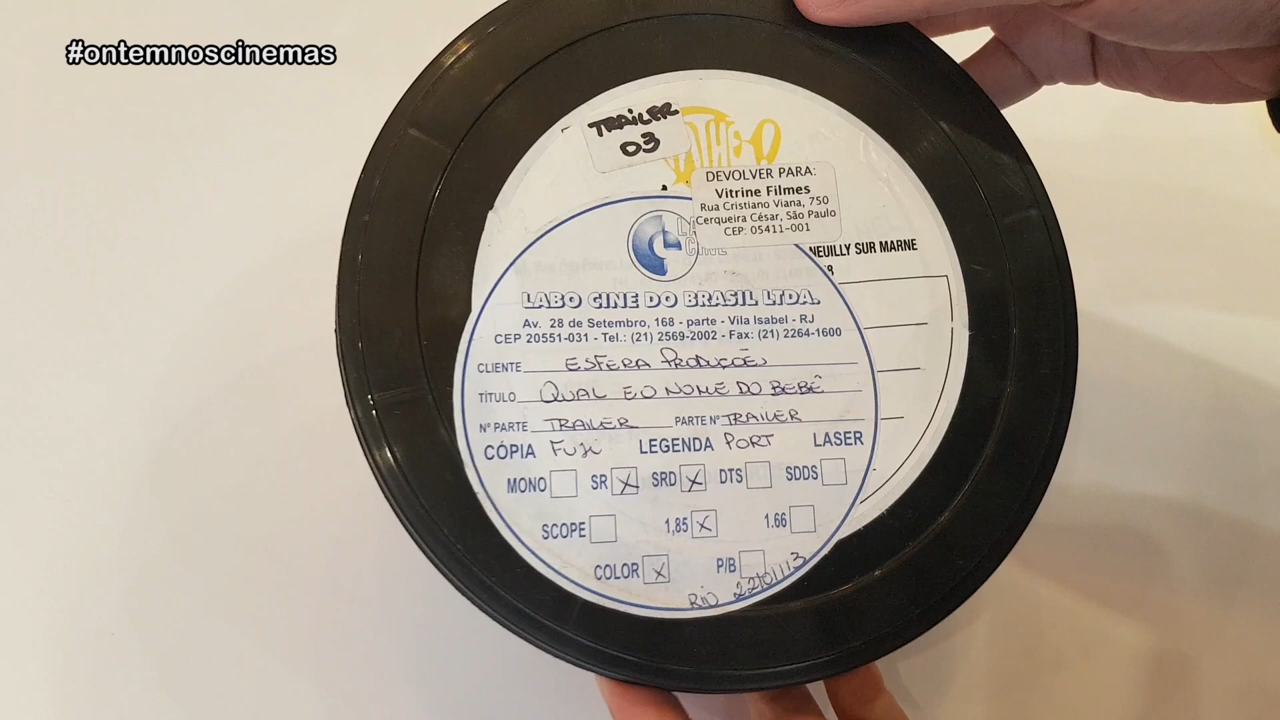 #ontemnoscinemas
TRAILER
03
DEVOLVER PARA:
Vitrine Filmes
Rua Cristiano Viana, 750
Cerqueira César, São Paulo
CEP: 05411-001
NEUILLY SUR MARNE
LABO CINE DO BRASIL LTDA.
Av. 28 de Setembro, 168 - parte - Vila Isabel - RJ
CEP 20551-031 - Tel.: (21) 2569-2002 - Fax: (21) 2264-1600
CLIENTE ESFERA PRODUÇÕES
TÍTULO QUAL E O NOME DO BEBÊ
Nº PARTE TRAILER PARTE Nº TRAILER
CÓPIA FUJI LEGENDA PORT LASER
MONO SR X SRD X DTS SDDS
SCOPE 1,85 X 1.66
COLOR X P/B
RIO 22/01/13